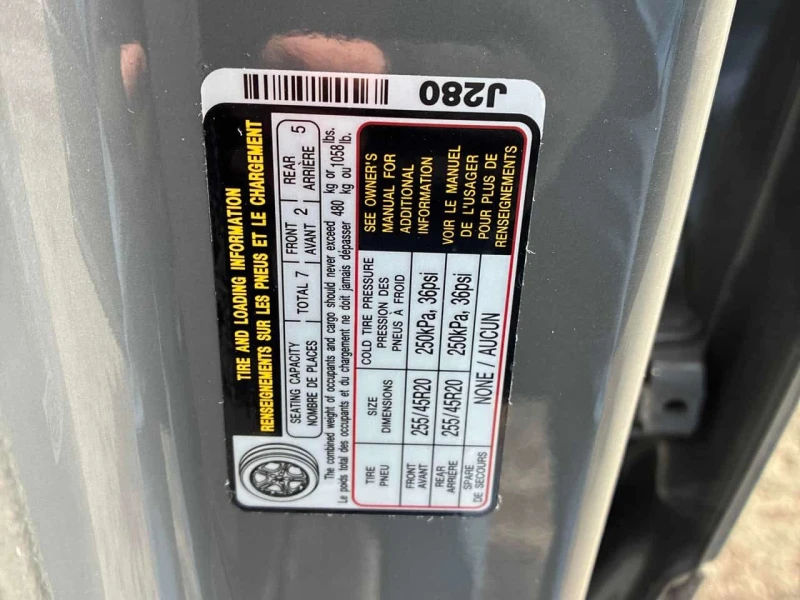 TIRE AND LOADING INFORMATION
RENSEIGNEMENTS SUR LES PNEUS ET LE CHARGEMENT
SEATING CAPACITY
NOMBRE DE PLACES
TOTAL 7
FRONT
AVANT
2
REAR
ARRIÈRE
5
The combined weight of occupants and cargo should never exceed 480 kg or 1058 lbs.
Le poids total des occupants et du chargement ne doit jamais dépasser 480 kg ou 1058 lb.
TIRE
PNEU
SIZE
DIMENSIONS
COLD TIRE PRESSURE
PRESSION DES
PNEUS À FROID
FRONT
AVANT
255/45R20
250kPa, 36psi
REAR
ARRIERE
255/45R20
250kPa, 36psi
SPARE
DE SECOURS
NONE / AUCUN
SEE OWNER'S
MANUAL FOR
ADDITIONAL
INFORMATION
VOIR LE MANUEL
DE L'USAGER
POUR PLUS DE
RENSEIGNEMENTS
J280